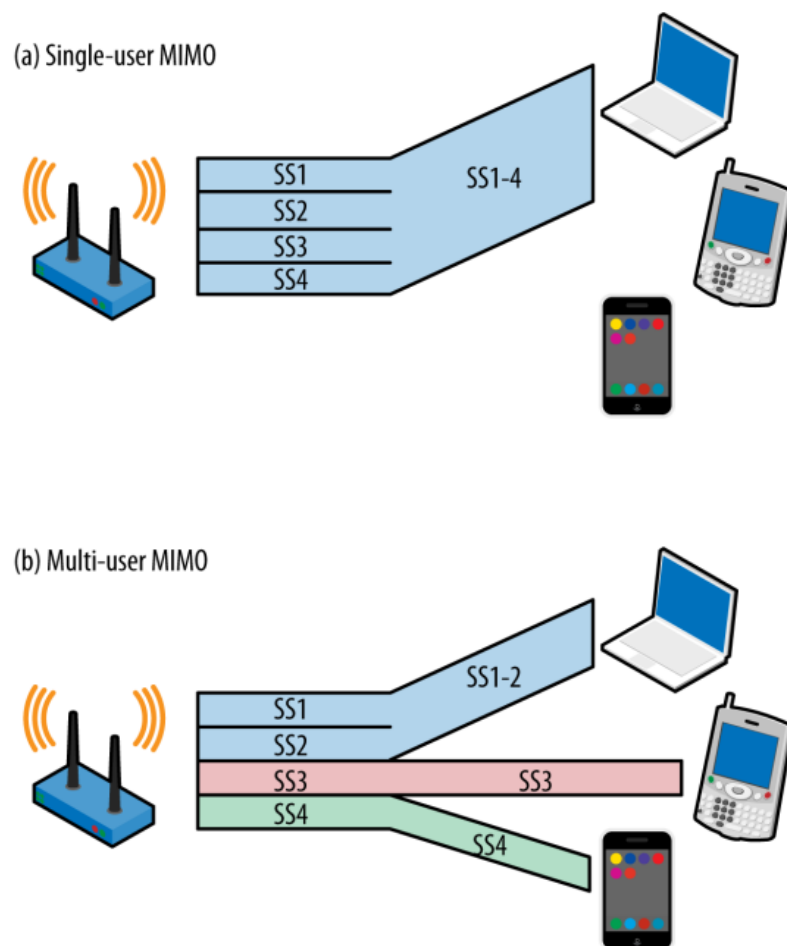 (a) Single-user MIMO
SS1
SS2
SS1-4
SS3
SS4
(b) Multi-user MIMO
SS1-2
SS1
SS2
SS3 SS3
SS4
SS4